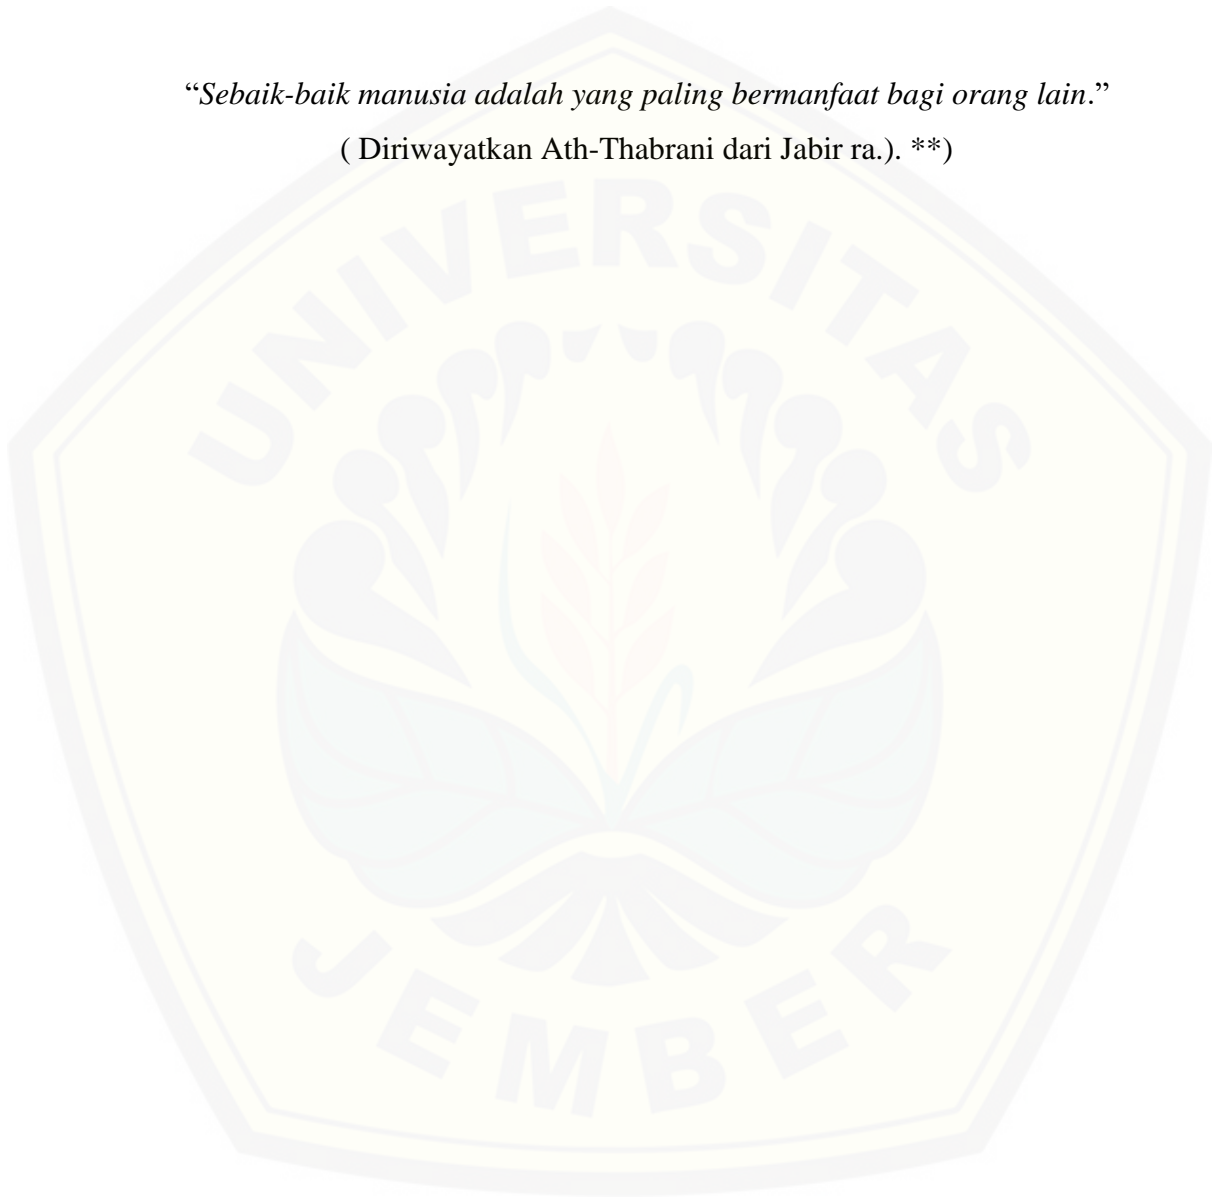 “Sebaik-baik manusia adalah yang paling bermanfaat bagi orang lain.”
( Diriwayatkan Ath-Thabrani dari Jabir ra.). **)
UNIVERSITAS
JEMBER